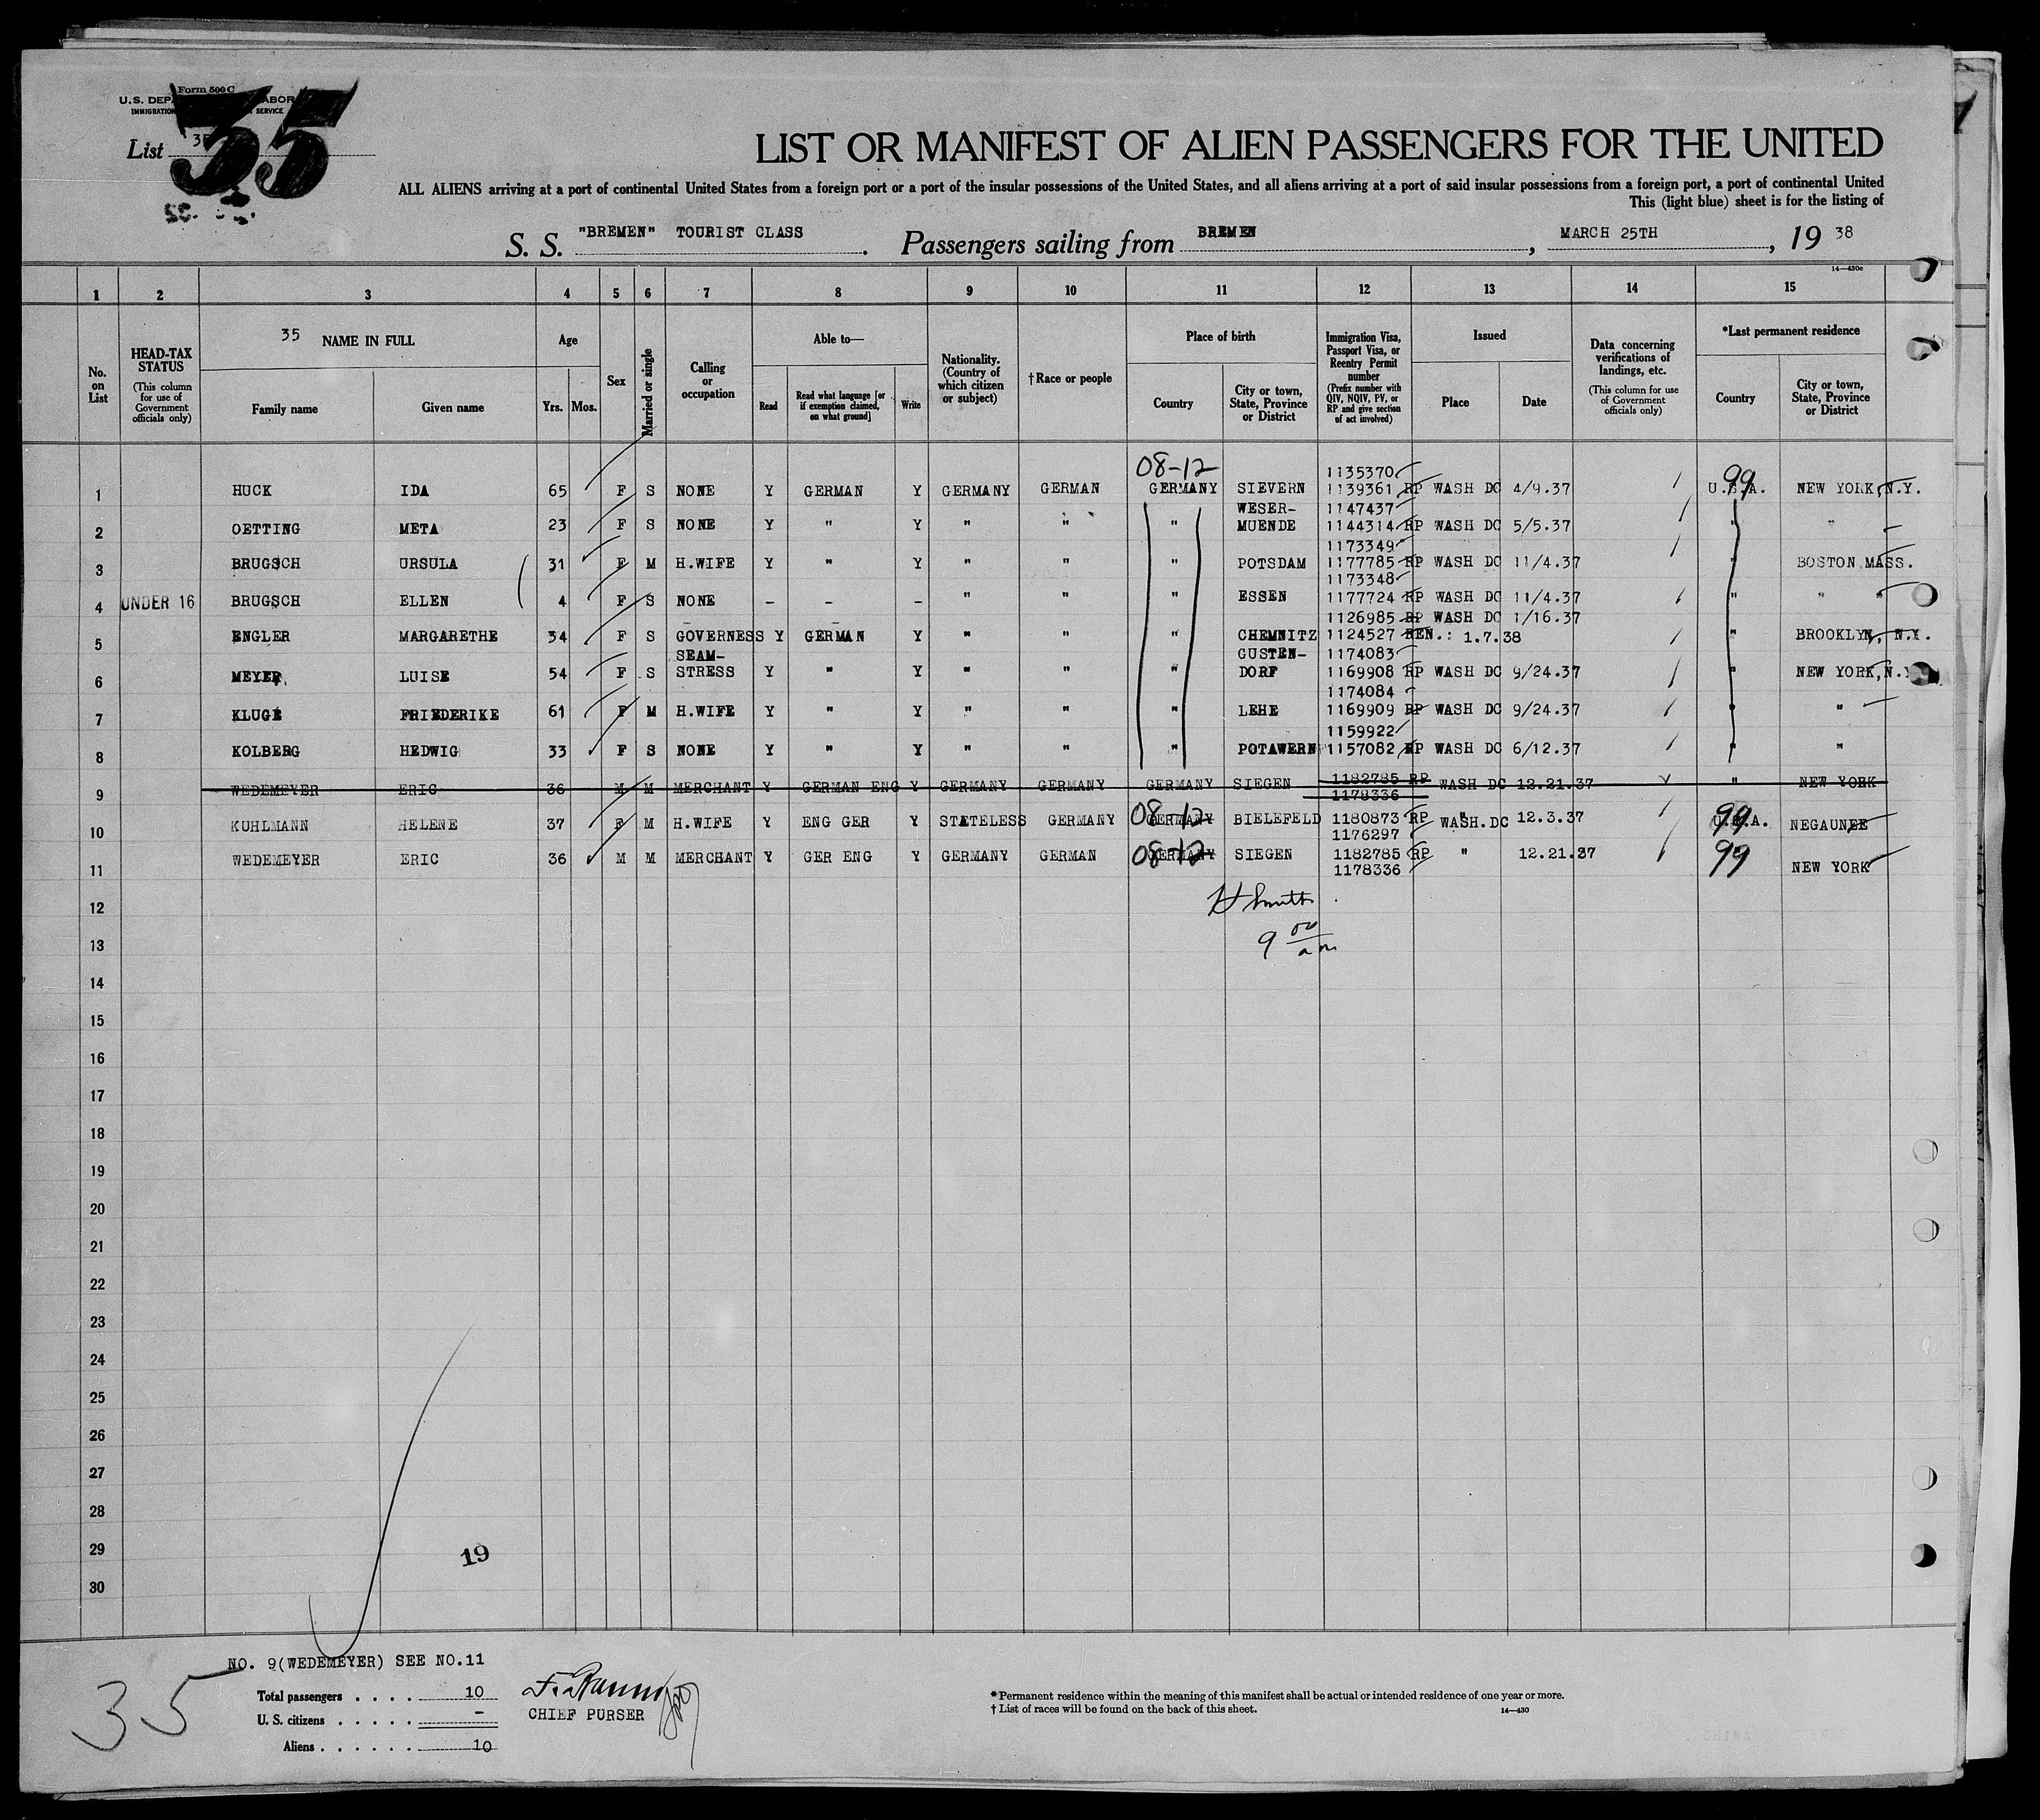 Form 500 C
U.S. DEP ABOR
IMMIGRATION SERVICE
List 35
35
LIST OR MANIFEST OF ALIEN PASSENGERS FOR THE UNITED
ALL ALIENS arriving at a port of continental United States from a foreign port or a port of the insular possessions of the United States, and all aliens arriving at a port of said insular possessions from a foreign port, a port of continental United
This (light blue) sheet is for the listing of
S. S. "BREMEN" TOURIST CLASS . Passengers sailing from BREMEN , MARCH 25TH , 19 38
14—430c
1 2 3 4 5 6 7 8 9 10 11 12 13 14 15
No. on List
HEAD-TAX STATUS (This column for use of Government officials only)
35 NAME IN FULL
Family name Given name
Age
Yrs. Mos.
Sex
Married or single
Calling or occupation
Able to—
Read Read what language [or if exemption claimed, on what ground] Write
Nationality. (Country of which citizen or subject)
†Race or people
Place of birth
Country City or town, State, Province or District
Immigration Visa, Passport Visa, or Reentry Permit number (Prefix number with QIV, NQIV, PV, or RP and give section of act involved)
Issued
Place Date
Data concerning verifications of landings, etc. (This column for use of Government officials only)
*Last permanent residence
Country City or town, State, Province or District
08-12 1135370 99
1 HUCK IDA 65 F S NONE Y GERMAN Y GERMANY GERMAN GERMANY SIEVERN 1139361 RP WASH DC 4/9.37 U.S.A. NEW YORK, N.Y.
WESER- 1147437
2 OETTING META 23 F S NONE Y " Y " " " MUENDE 1144314 RP WASH DC 5/5.37 " "
1173349
3 BRUGSCH URSULA 31 F M H.WIFE Y " Y " " " POTSDAM 1177785 RP WASH DC 11/4.37 " BOSTON MASS.
1173348
4 UNDER 16 BRUGSCH ELLEN 4 F S NONE - - - " " " ESSEN 1177724 RP WASH DC 11/4.37 " " "
1126985 RP WASH DC 1/16.37
5 ENGLER MARGARETHE 34 F S GOVERNESS Y GERMAN Y " " " CHEMNITZ 1124527 REN.: 1.7.38 " BROOKLYN, N.Y.
SEAM- GUSTEN- 1174083
6 MEYER LUISE 54 F S STRESS Y " Y " " " DORF 1169908 RP WASH DC 9/24.37 " NEW YORK, N.Y
1174084
7 KLUGE FRIEDERIKE 61 F M H.WIFE Y " Y " " " LEHE 1169909 RP WASH DC 9/24.37 " "
1159922
8 KOLBERG HEDWIG 33 F S NONE Y " Y " " " POTAWERN 1157082 RP WASH DC 6/12.37 " "
9 WEDEMEYER ERIC 36 M M MERCHANT Y GERMAN ENG Y GERMANY GERMANY GERMANY SIEGEN 1182785 RP WASH DC 12.21.37 " NEW YORK
1178336
10 KUHLMANN HELENE 37 F M H.WIFE Y ENG GER Y STATELESS GERMANY 08-12 GERMANY BIELEFELD 1180873 RP WASH.DC 12.3.37 99 U.S.A. NEGAUNEE
1176297
11 WEDEMEYER ERIC 36 M M MERCHANT Y GER ENG Y GERMANY GERMAN 08-12 GERMANY SIEGEN 1182785 RP " 12.21.37 99 NEW YORK
1178336
12 H Smith
13 9 00 am
14
15
16
17
18
19
20
21
22
23
24
25
26
27
28
29 19
30
NO. 9(WEDEMEYER) SEE NO.11
35
Total passengers . . . . 10
U. S. citizens . . . . . -
Aliens . . . . . . 10
CHIEF PURSER
*Permanent residence within the meaning of this manifest shall be actual or intended residence of one year or more.
†List of races will be found on the back of this sheet.
14—430